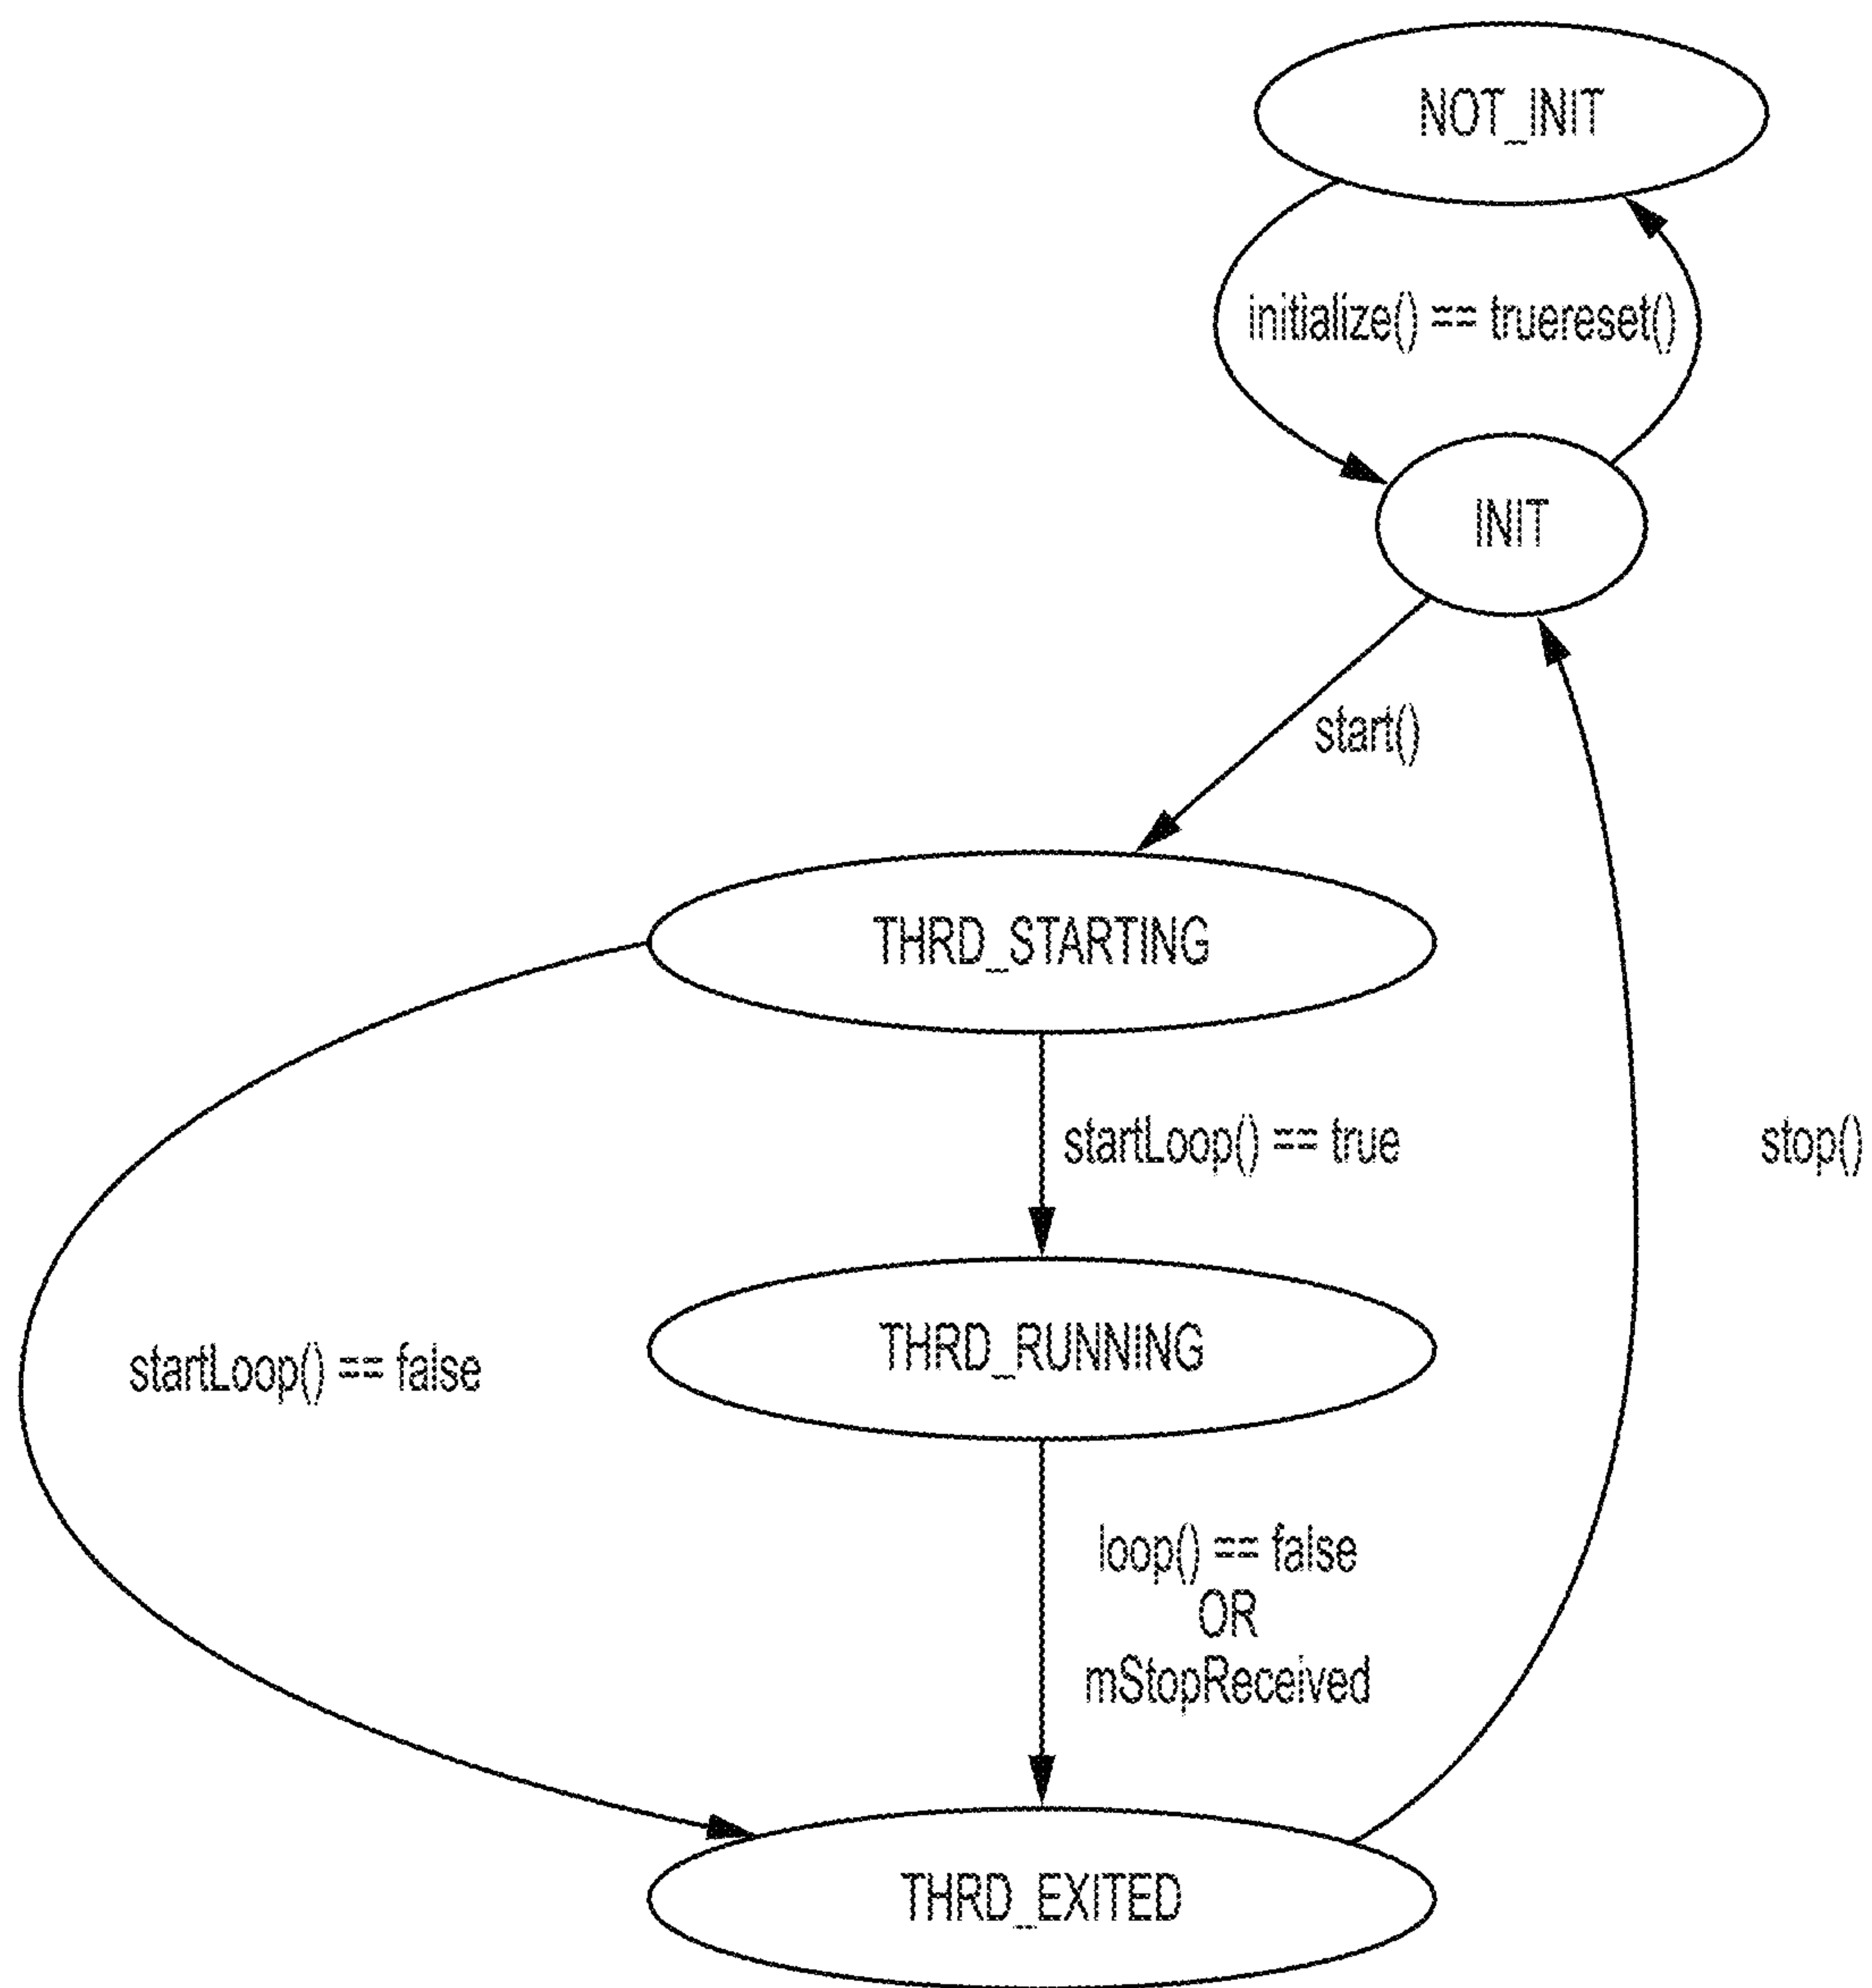 NOT_INIT
initialize() == truereset()
INIT
start()
THRD_STARTING
startLoop() == true
stop()
THRD_RUNNING
startLoop() == false
loop() == false
OR
mStopReceived
THRD_EXITED